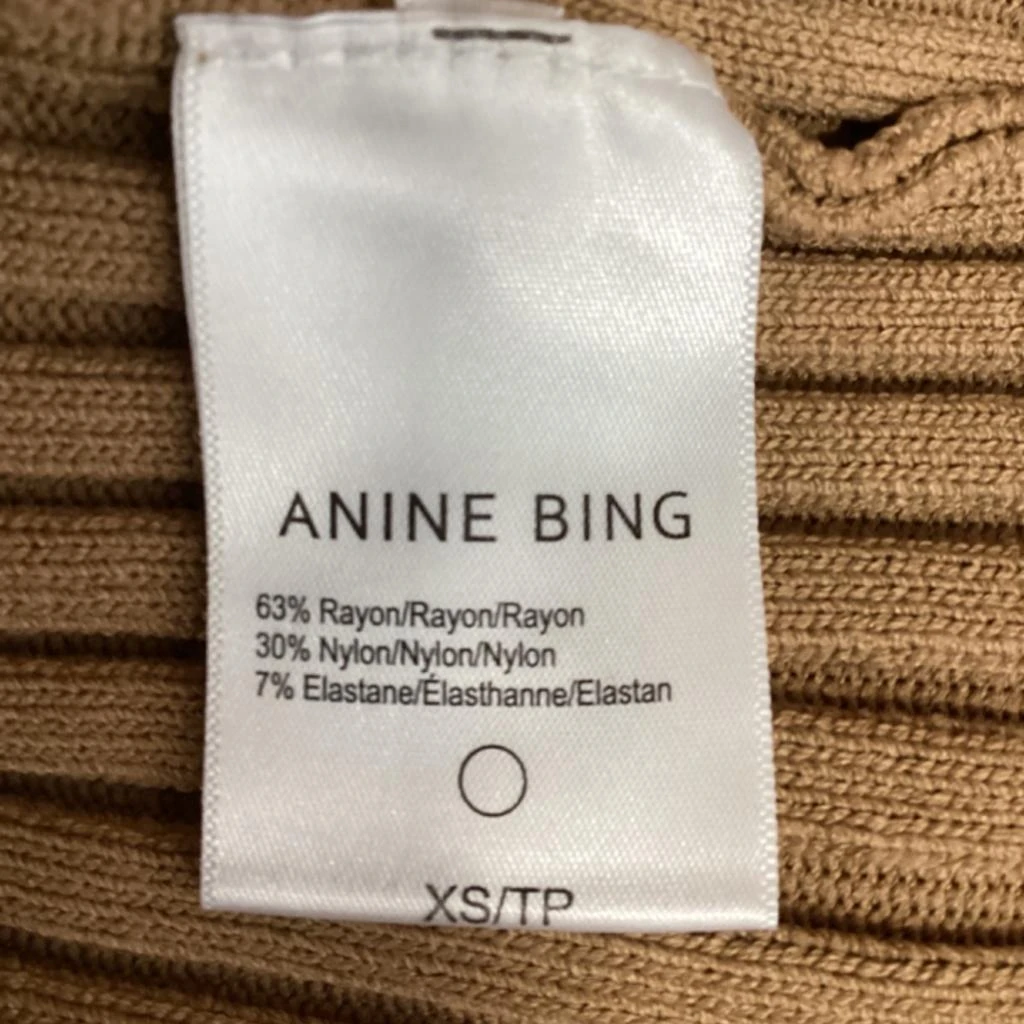 ANINE BING
63% Rayon/Rayon/Rayon
30% Nylon/Nylon/Nylon
7% Elastane/Élasthanne/Elastan
XS/TP